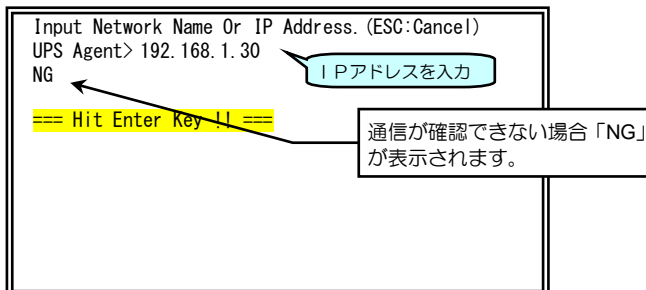 Input Network Name Or IP Address.(ESC:Cancel)
UPS Agent> 192.168.1.30
ＩＰアドレスを入力
NG
=== Hit Enter Key !! ===
通信が確認できない場合「NG」
が表示されます。